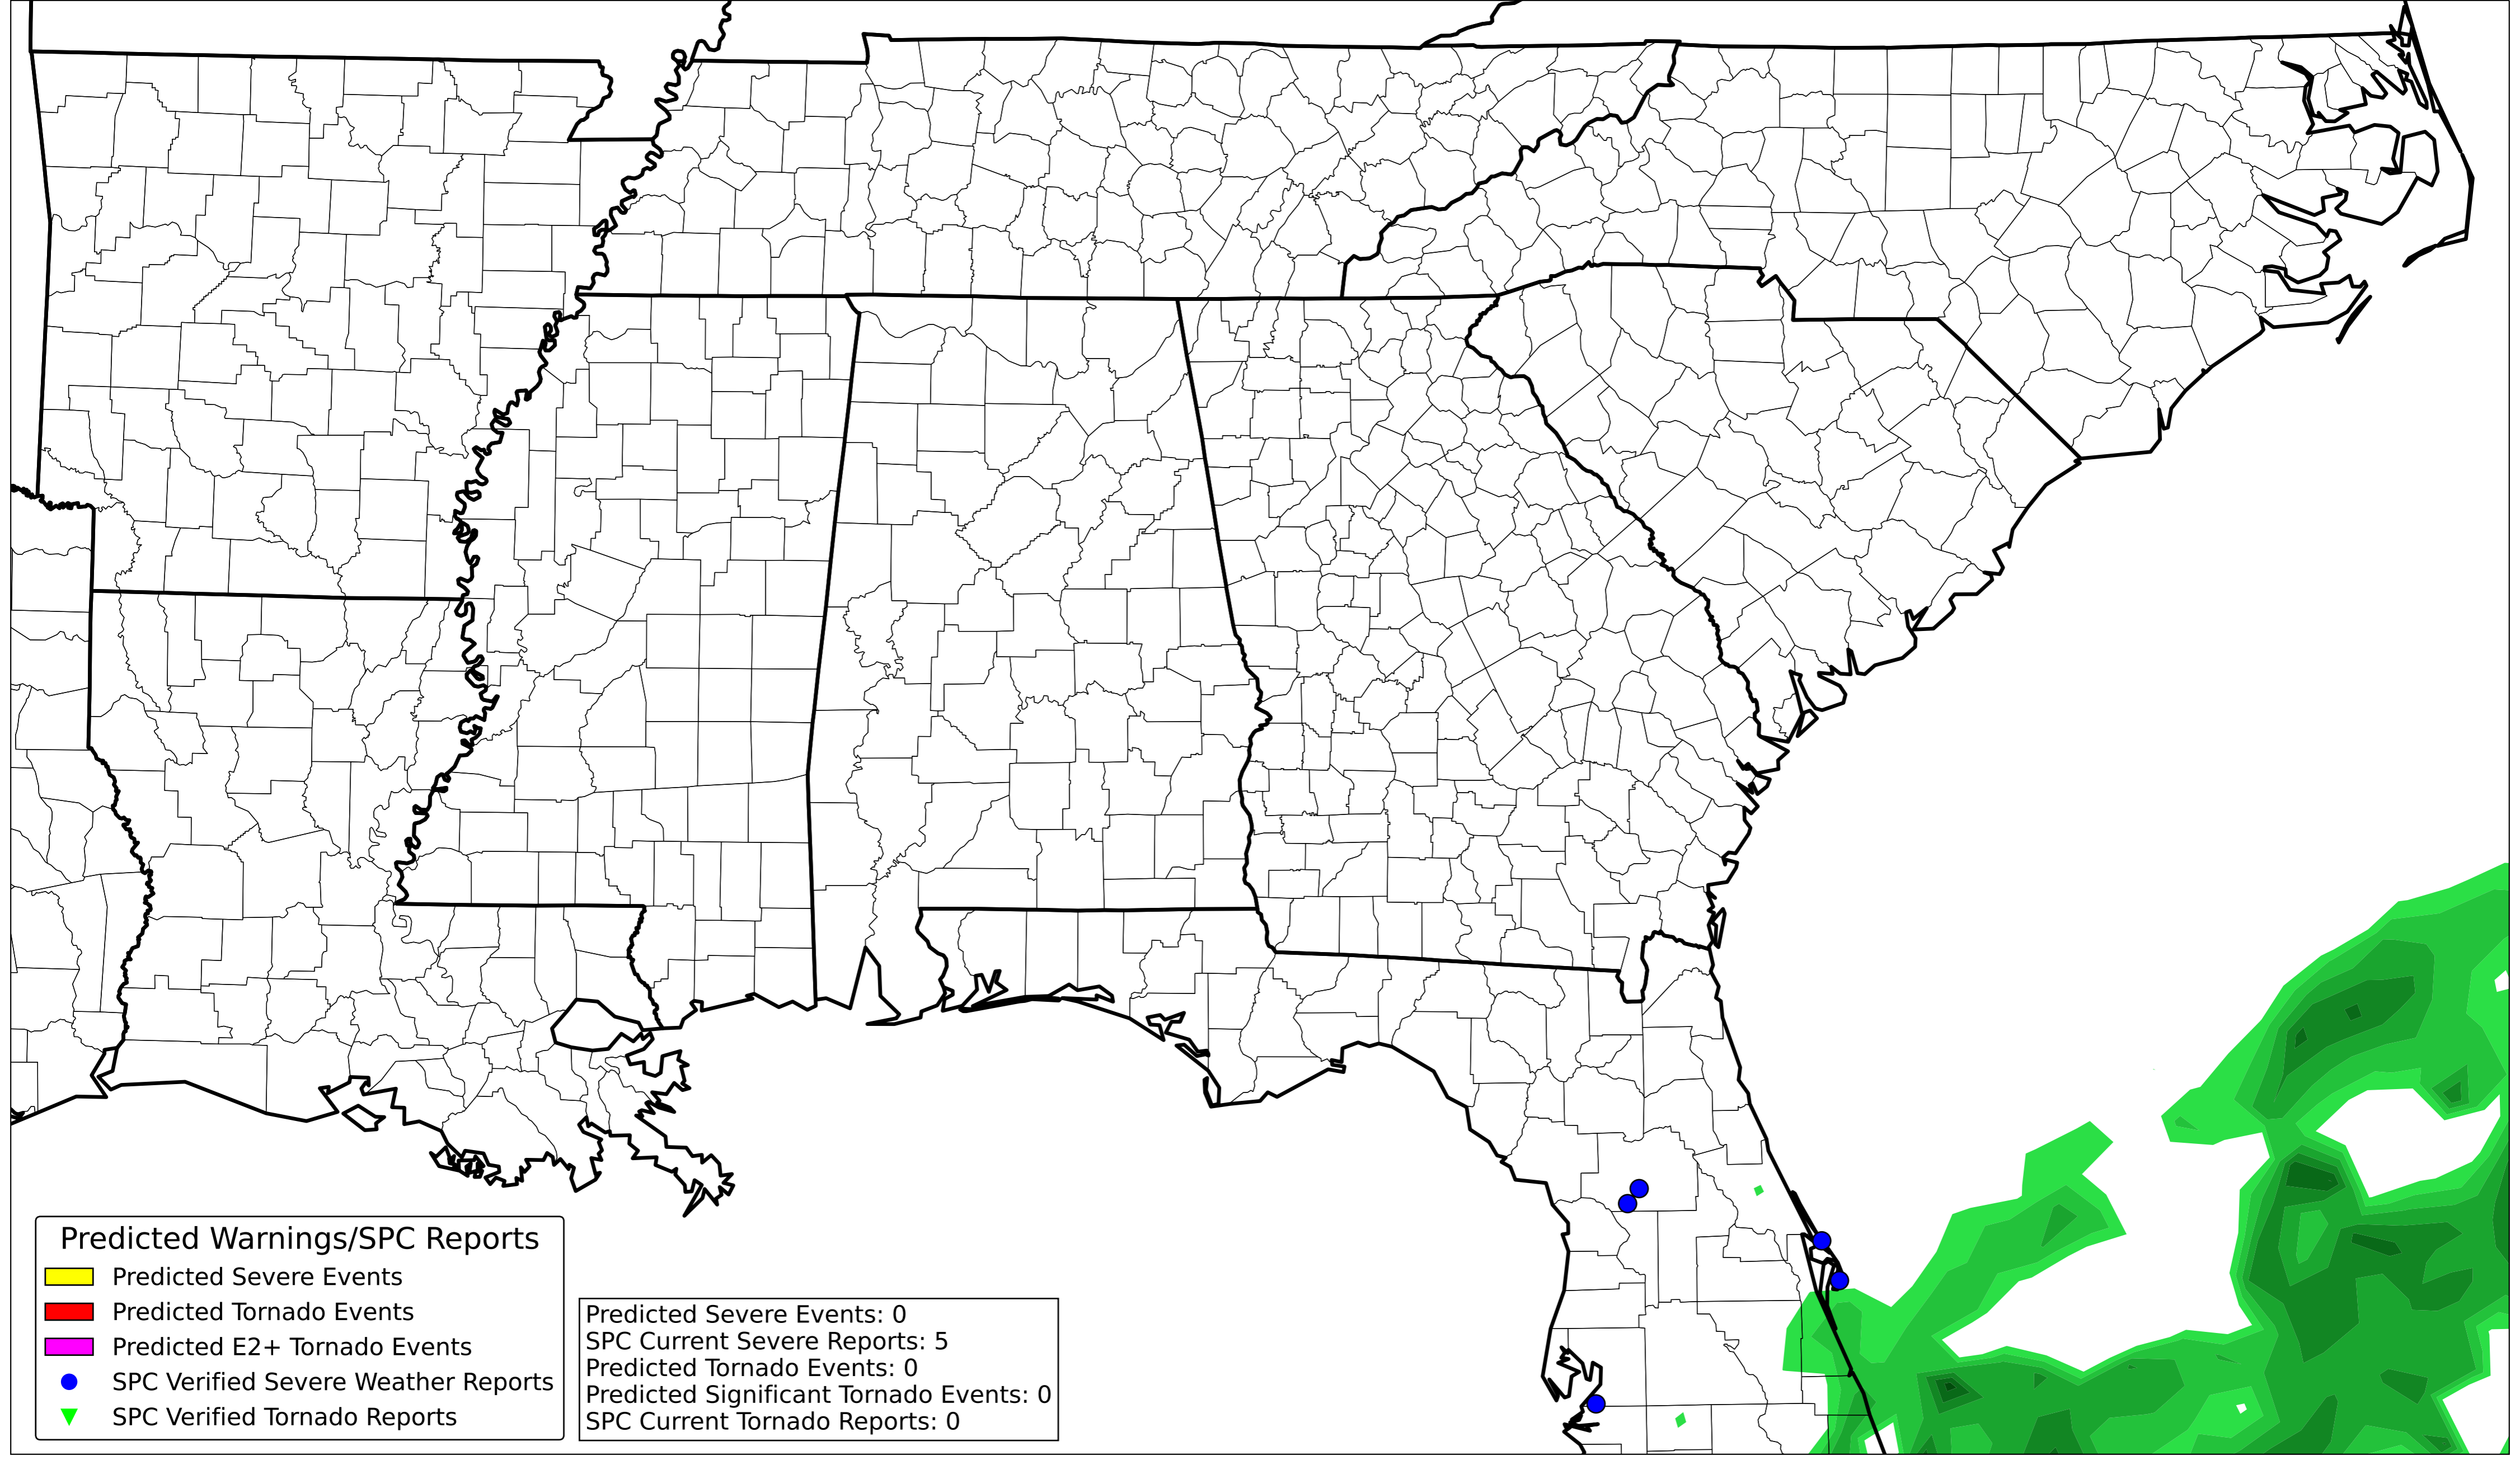 Predicted Warnings/SPC Reports
Predicted Severe Events
Predicted Tornado Events
Predicted E2+ Tornado Events
SPC Verified Severe Weather Reports
SPC Verified Tornado Reports
Predicted Severe Events: 0
SPC Current Severe Reports: 5
Predicted Tornado Events: 0
Predicted Significant Tornado Events: 0
SPC Current Tornado Reports: 0